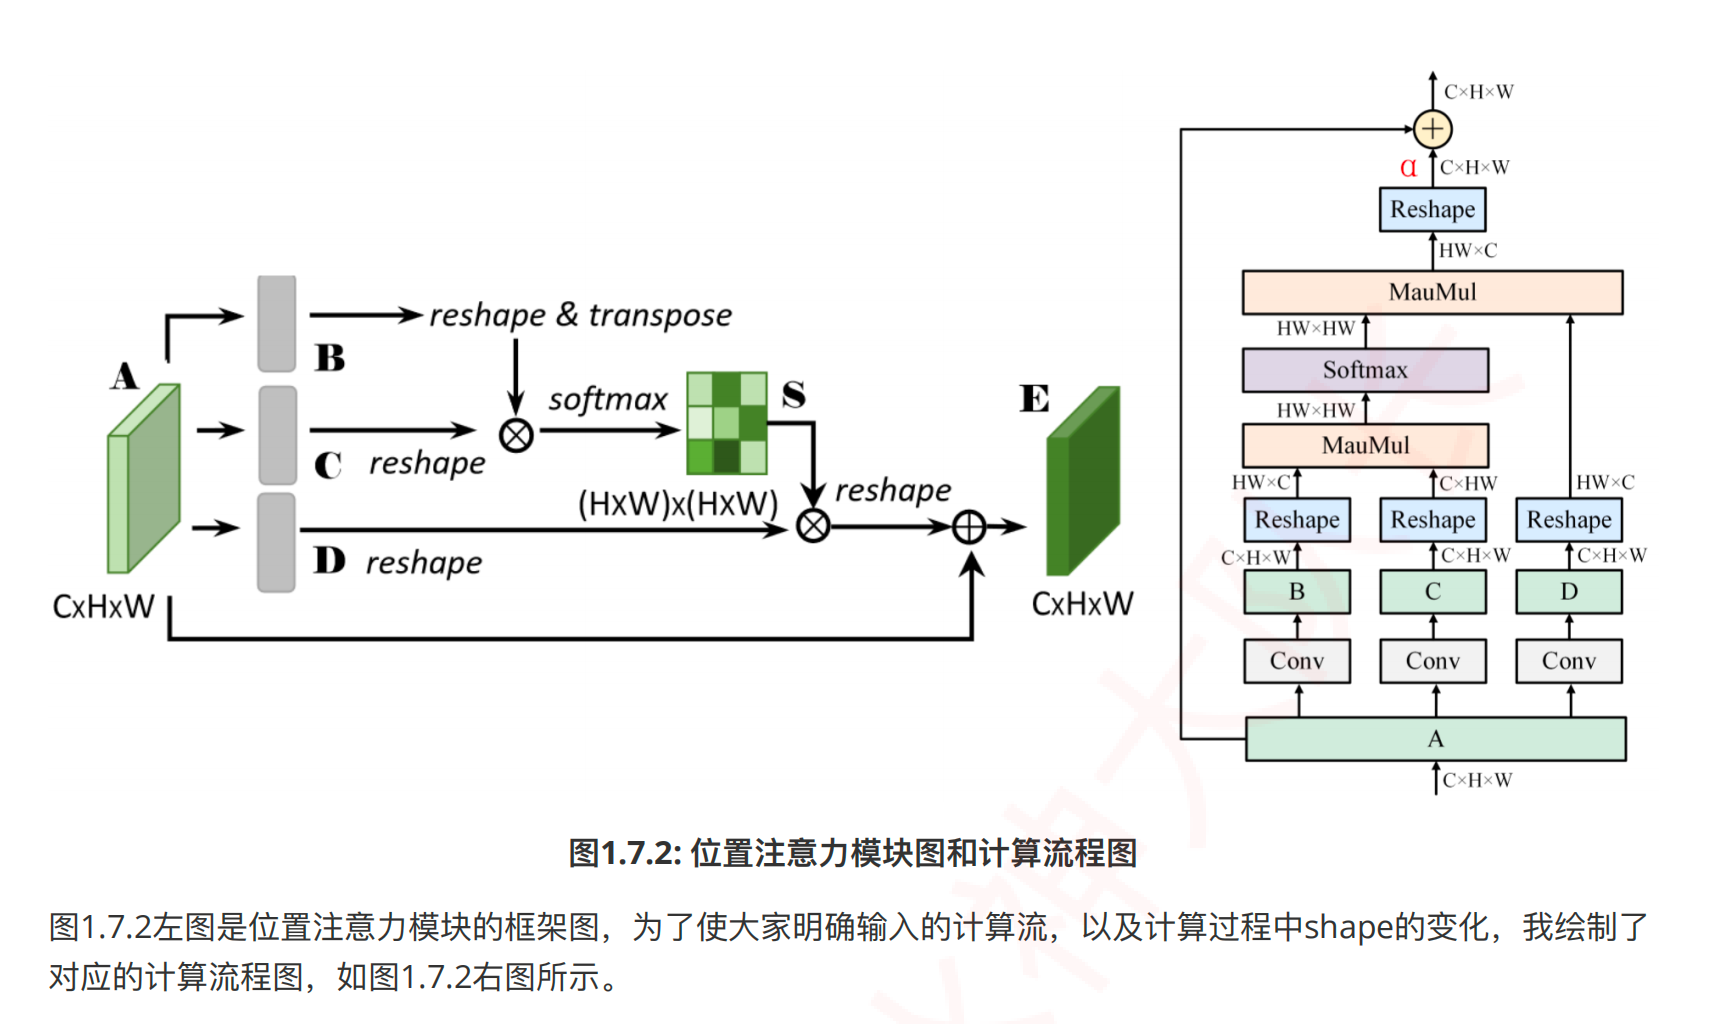 A
B
reshape & transpose
C
reshape
softmax
S
(HxW)x(HxW)
D
reshape
reshape
E
CxHxW
CxHxW
C×H×W
α
C×H×W
Reshape
HW×C
MauMul
HW×HW
Softmax
HW×HW
MauMul
HW×C
C×HW
HW×C
Reshape
Reshape
Reshape
C×H×W
C×H×W
C×H×W
B
C
D
Conv
Conv
Conv
A
C×H×W
图1.7.2: 位置注意力模块图和计算流程图
图1.7.2左图是位置注意力模块的框架图，为了使大家明确输入的计算流，以及计算过程中shape的变化，我绘制了
对应的计算流程图，如图1.7.2右图所示。